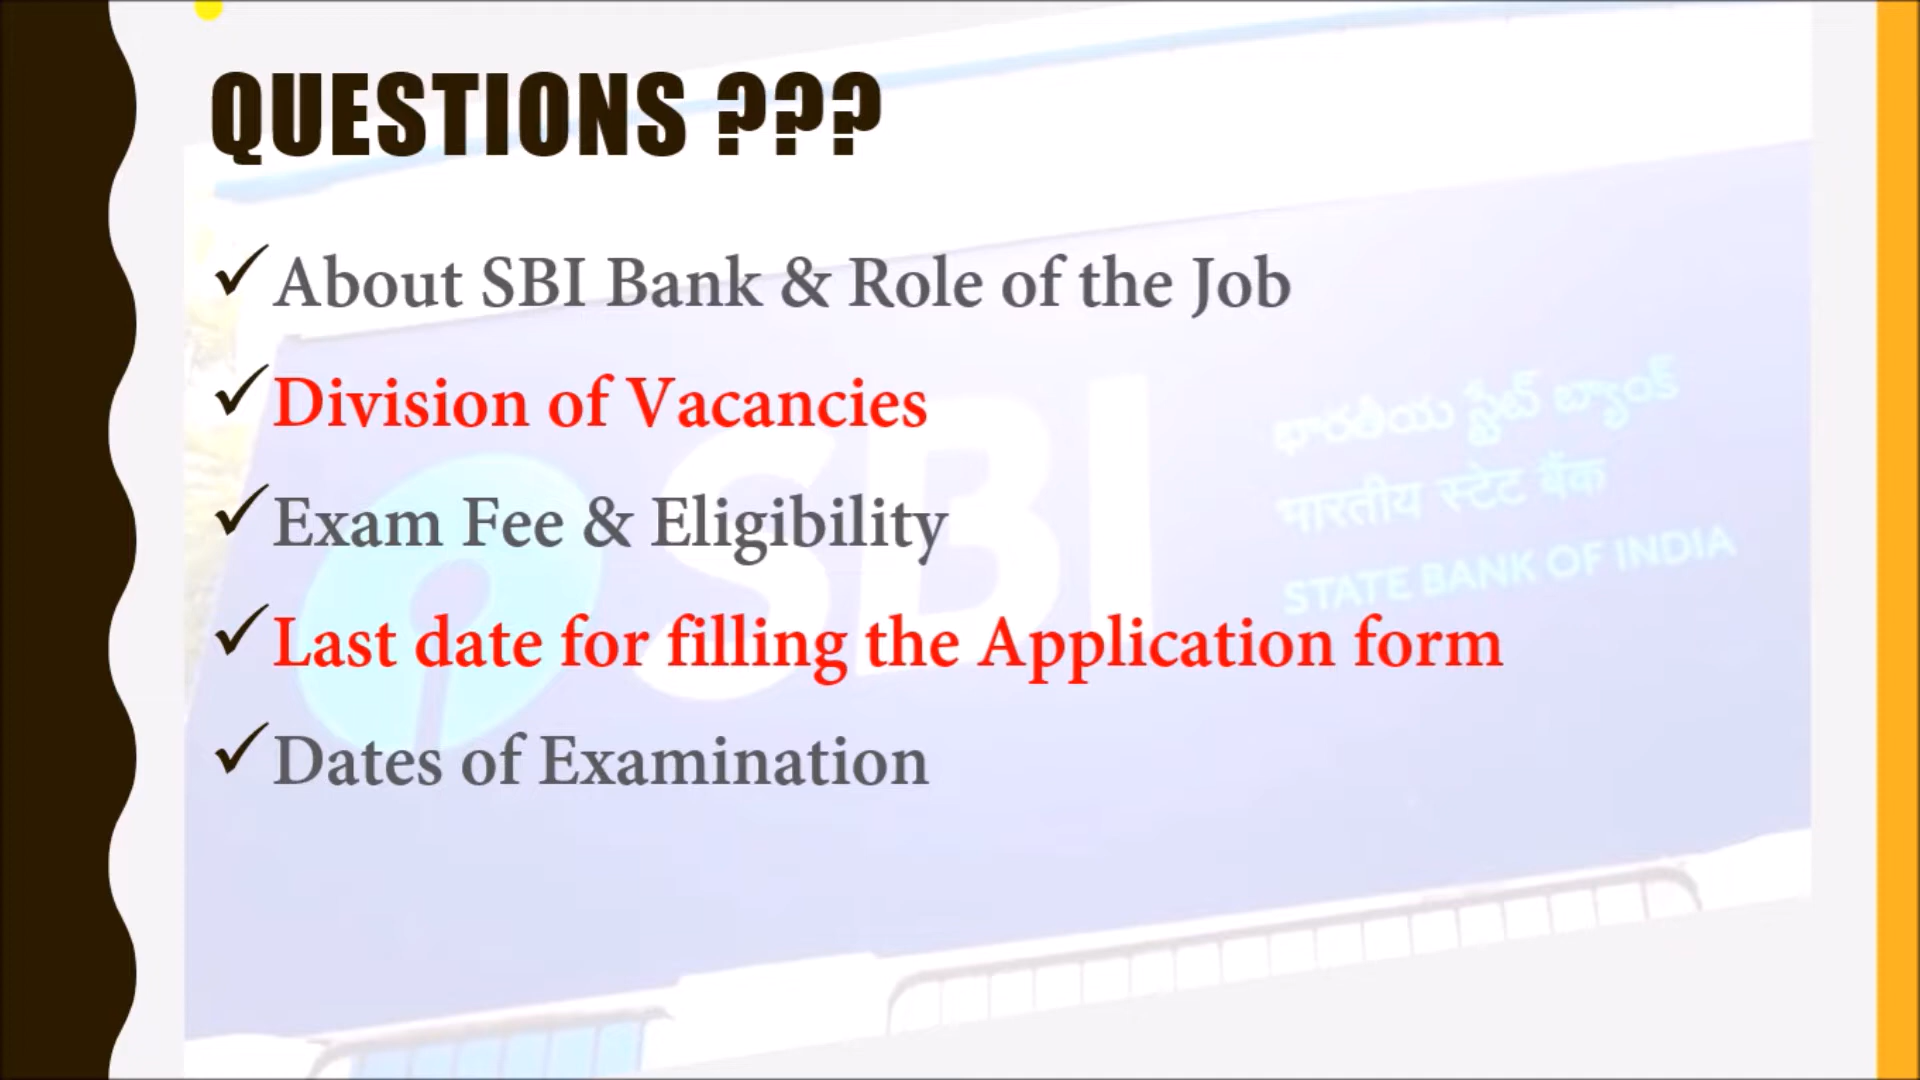 QUESTIONS ???
✓About SBI Bank & Role of the Job
✓Division of Vacancies
✓Exam Fee & Eligibility
✓Last date for filling the Application form
✓Dates of Examination
SBI
భారతీయ స్టేట్ బ్యాంక్
भारतीय स्टेट बैंक
STATE BANK OF INDIA